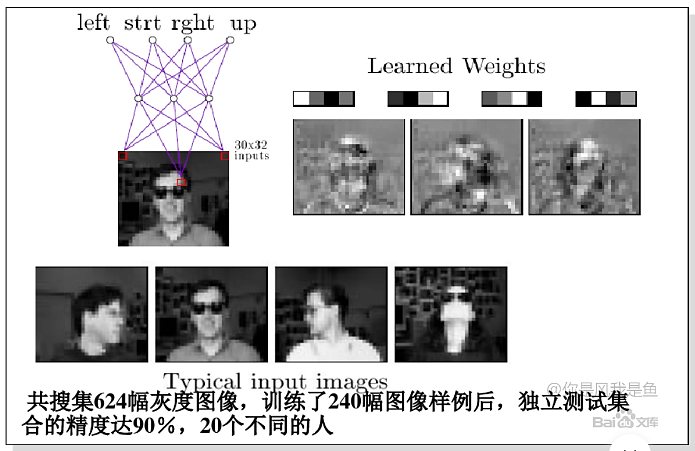 left strt rght up
Learned Weights
30x32
inputs
Typical input images
@你是风我是鱼
共搜集624幅灰度图像，训练了240幅图像样例后，独立测试集
合的精度达90%，20个不同的人
Bai du 文库